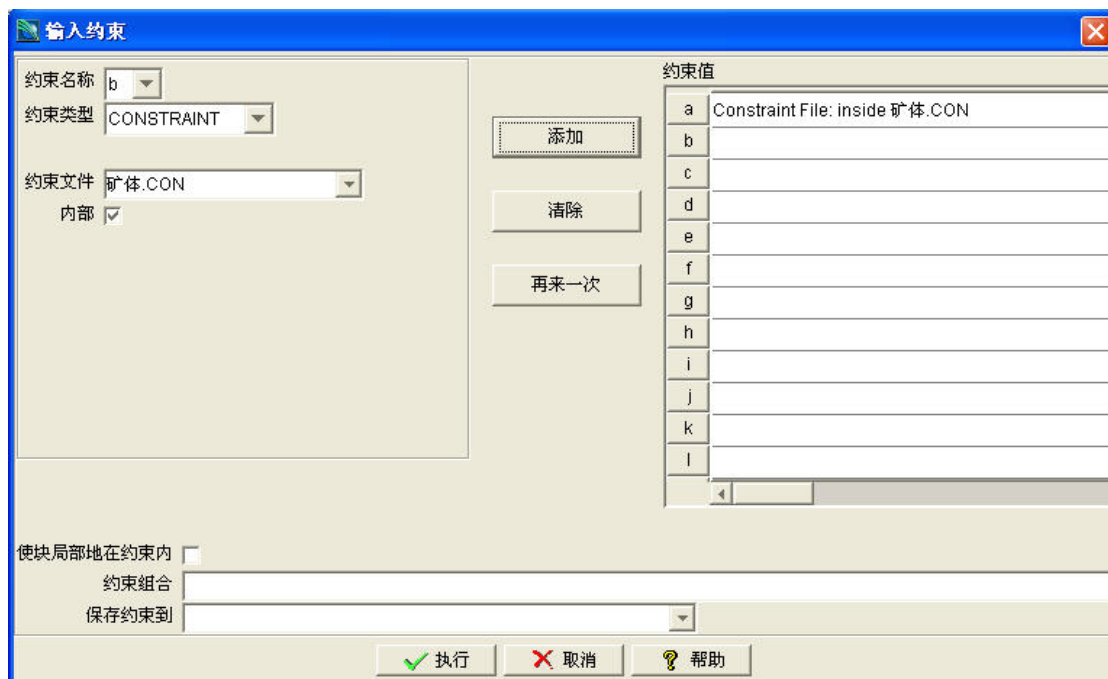 输入约束
约束名称 b
约束类型 CONSTRAINT
约束文件 矿体.CON
内部
添加
清除
再来一次
约束值
a Constraint File: inside 矿体.CON
b
c
d
e
f
g
h
i
j
k
l
使块局部地在约束内
约束组合
保存约束到
执行 取消 帮助